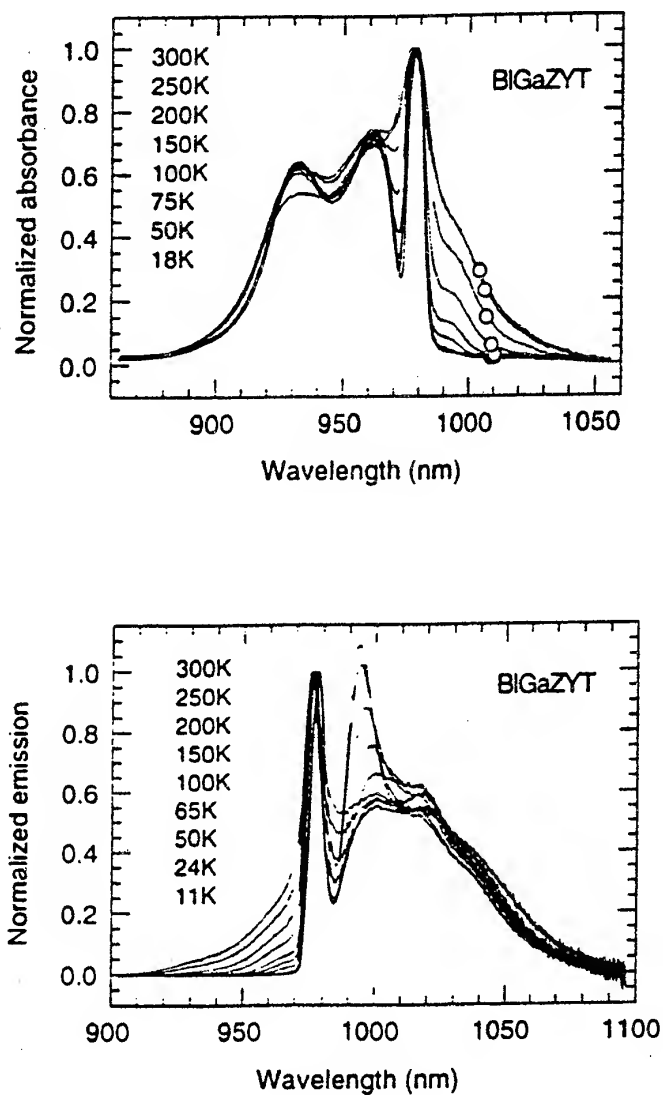 BIGaZYT
300K
250K
200K
150K
100K
75K
50K
18K
Normalized absorbance
1.0
0.8
0.6
0.4
0.2
0.0
900
950
1000
1050
Wavelength (nm)
BIGaZYT
300K
250K
200K
150K
100K
65K
50K
24K
11K
Normalized emission
1.0
0.8
0.6
0.4
0.2
0.0
900
950
1000
1050
1100
Wavelength (nm)